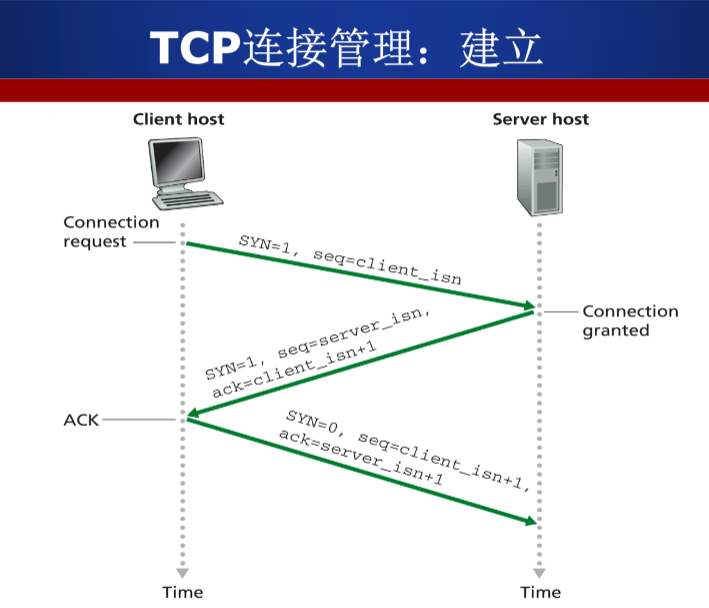 TCP连接管理：建立
Client host
Server host
Connection
request
SYN=1, seq=client_isn
Connection
granted
SYN=1, seq=server_isn,
ack=client_isn+1
ACK
SYN=0, seq=client_isn+1,
ack=server_isn+1
Time
Time